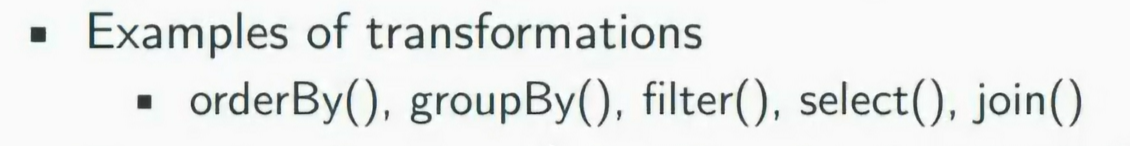 ▪ Examples of transformations
▪ orderBy(), groupBy(), filter(), select(), join()